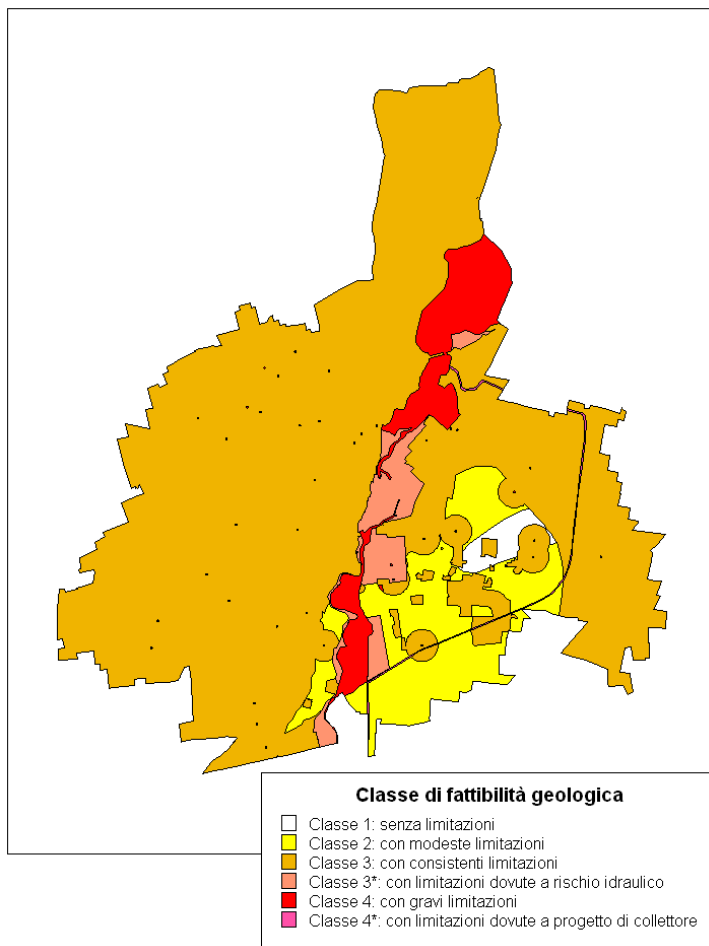 Classe di fattibilità geologica
Classe 1: senza limitazioni
Classe 2: con modeste limitazioni
Classe 3: con consistenti limitazioni
Classe 3*: con limitazioni dovute a rischio idraulico
Classe 4: con gravi limitazioni
Classe 4*: con limitazioni dovute a progetto di collettore